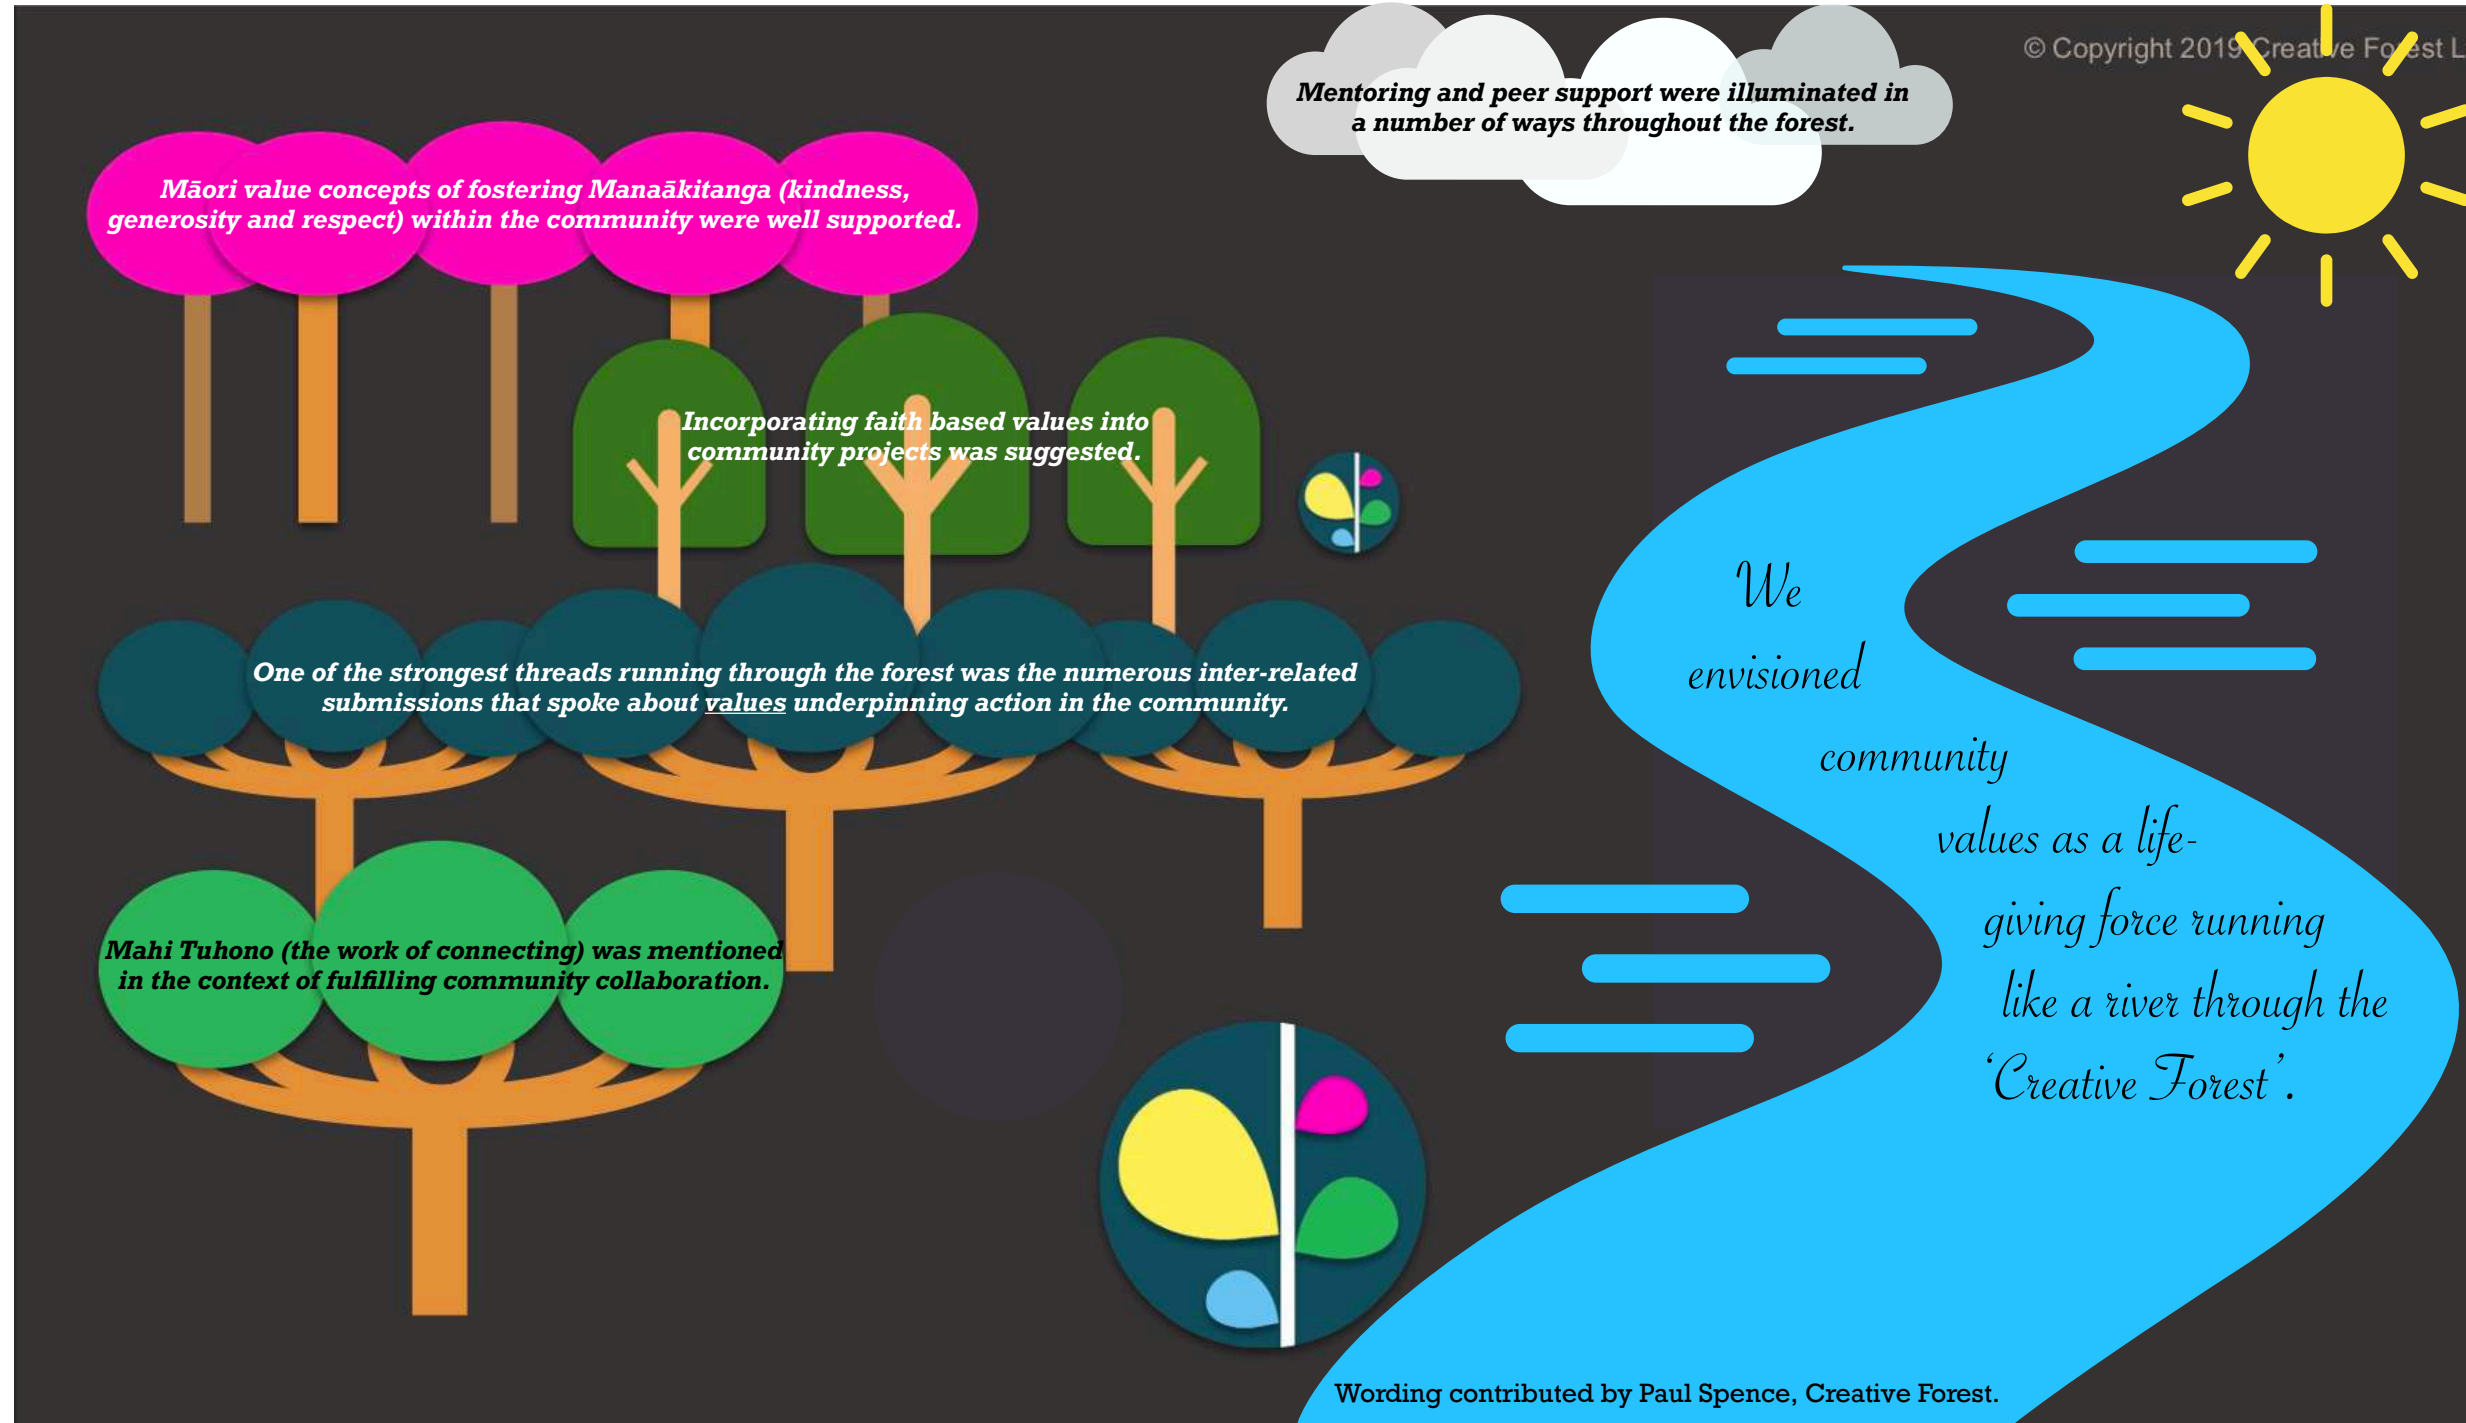 © Copyright 2019 Creative Forest L
Mentoring and peer support were illuminated in
a number of ways throughout the forest.
Māori value concepts of fostering Manaākitanga (kindness,
generosity and respect) within the community were well supported.
Incorporating faith based values into
community projects was suggested.
One of the strongest threads running through the forest was the numerous inter-related
submissions that spoke about values underpinning action in the community.
Mahi Tuhono (the work of connecting) was mentioned
in the context of fulfilling community collaboration.
We
envisioned
community
values as a life-
giving force running
like a river through the
‘Creative Forest’.
Wording contributed by Paul Spence, Creative Forest.